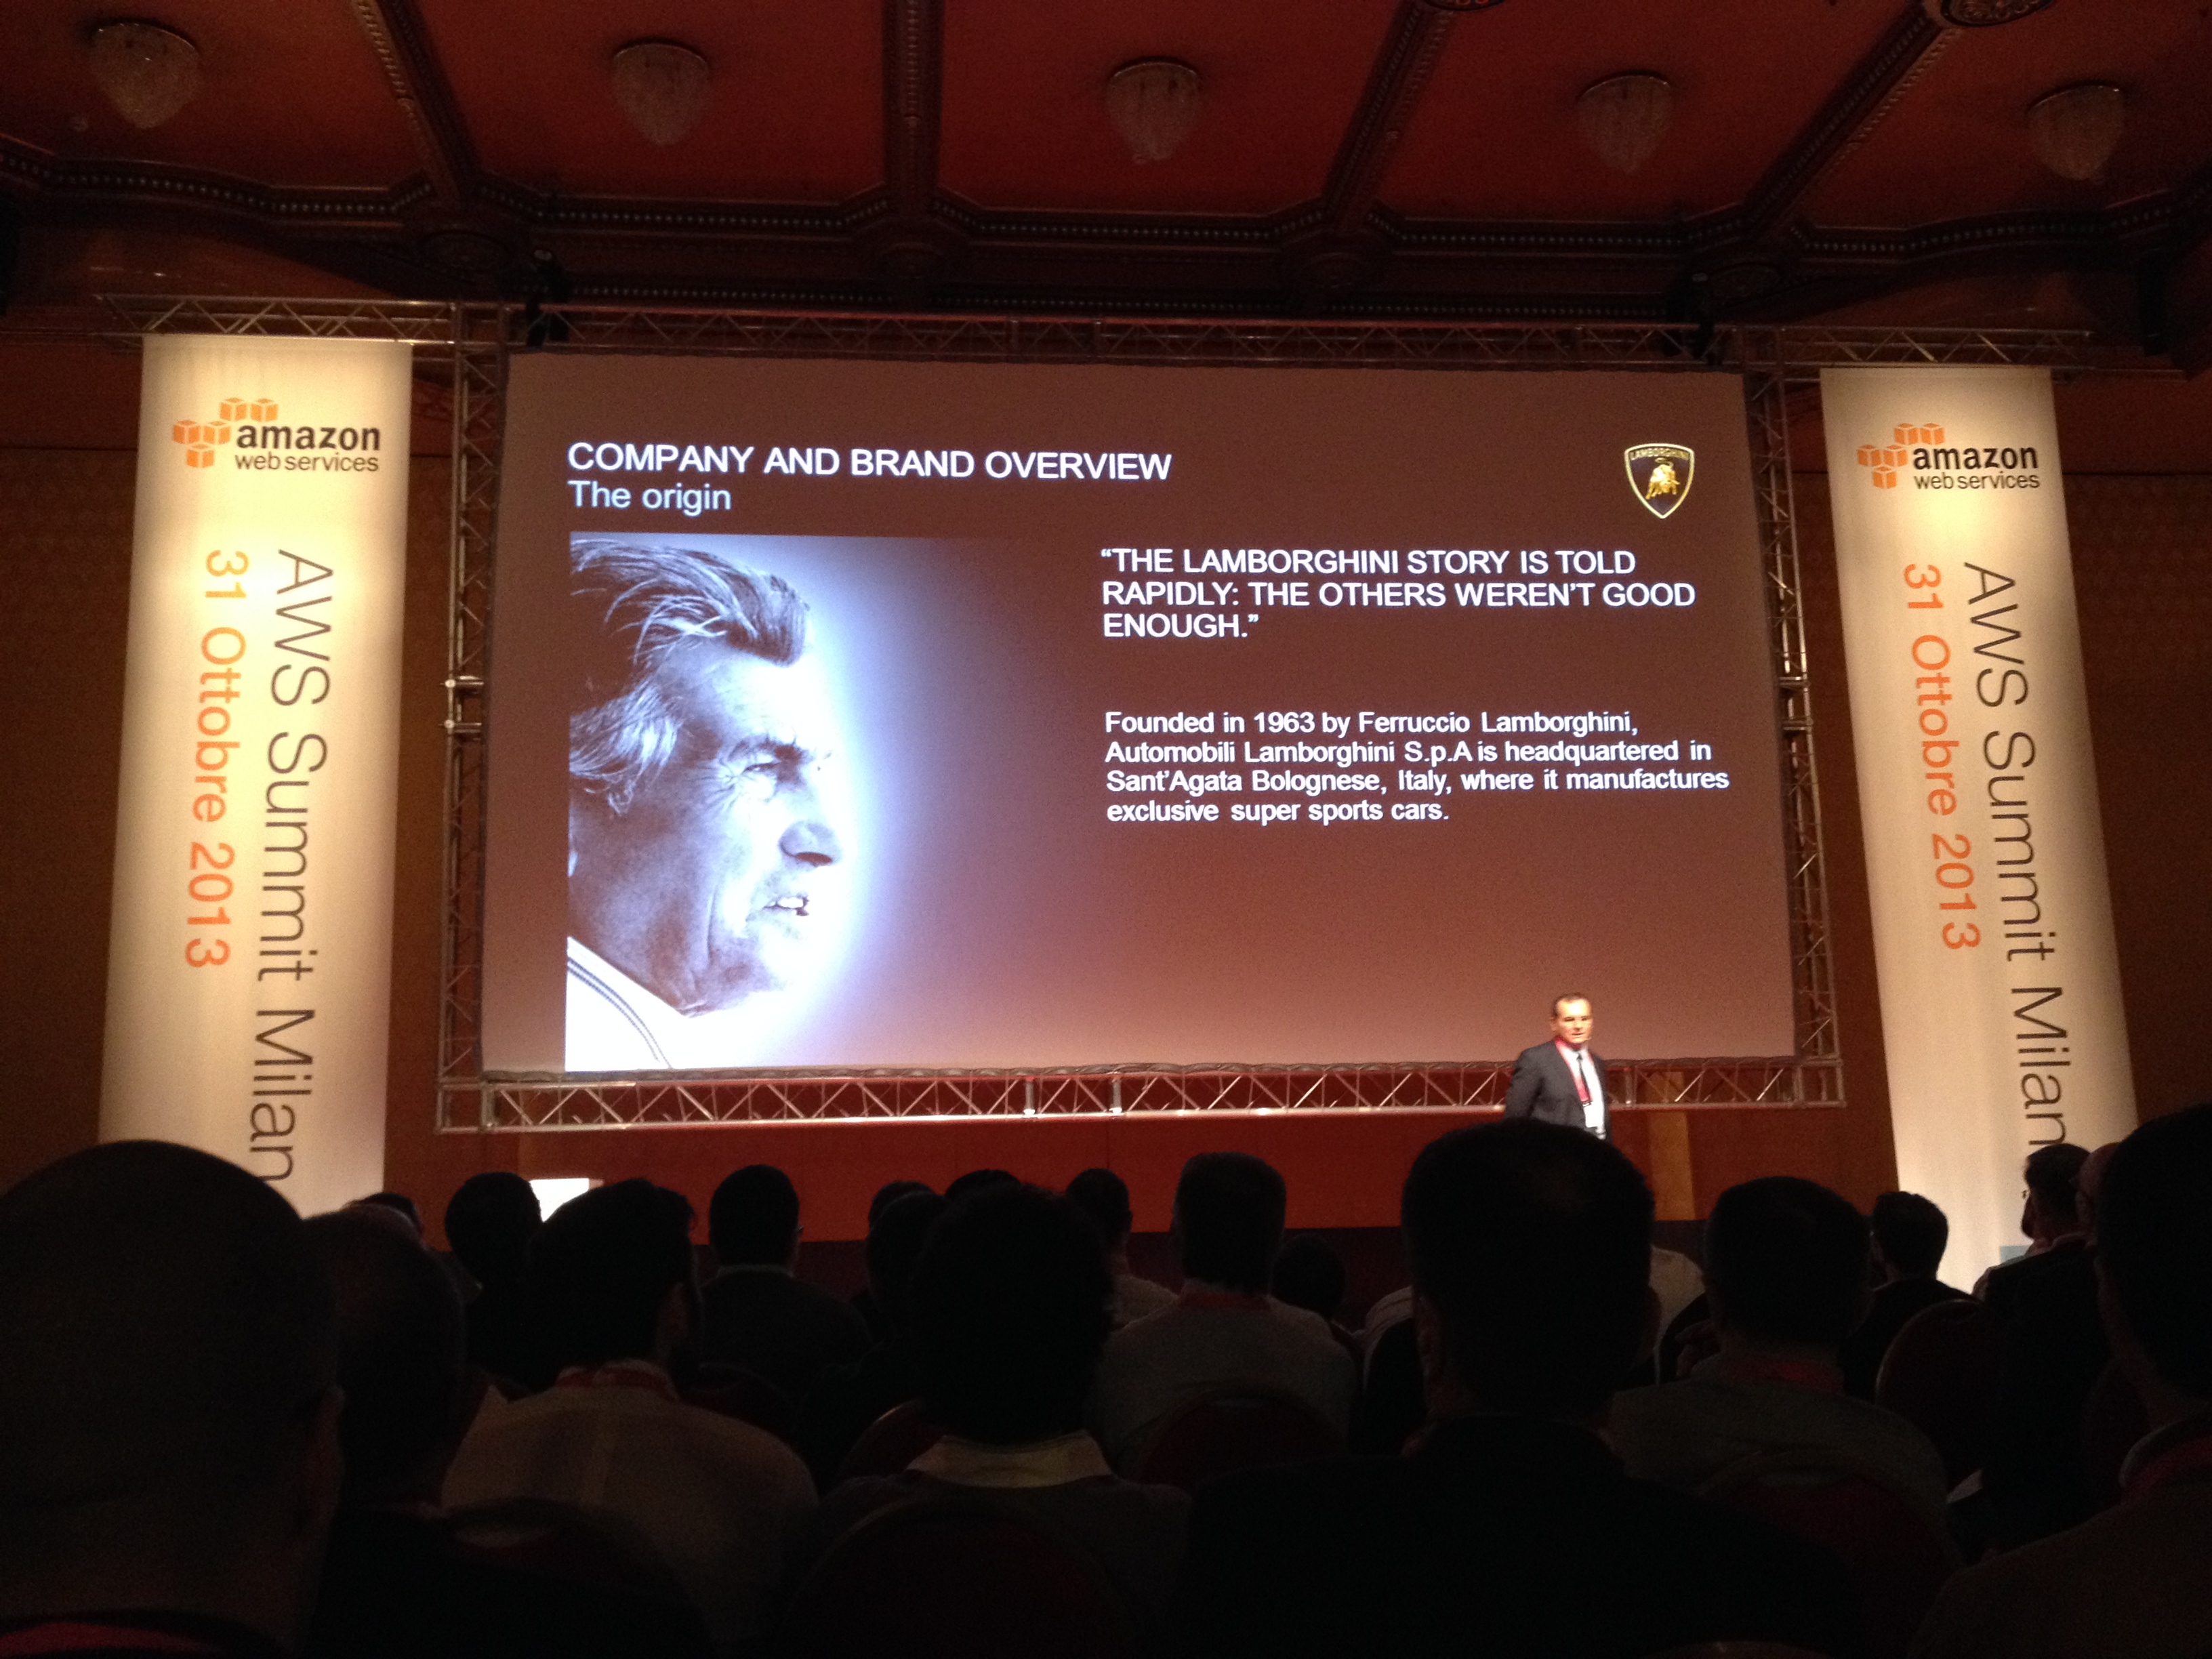 amazon
web services
AWS Summit Milan
31 Ottobre 2013
COMPANY AND BRAND OVERVIEW
The origin
LAMBORGHINI
“THE LAMBORGHINI STORY IS TOLD
RAPIDLY: THE OTHERS WEREN’T GOOD
ENOUGH.”
Founded in 1963 by Ferruccio Lamborghini,
Automobili Lamborghini S.p.A is headquartered in
Sant’Agata Bolognese, Italy, where it manufactures
exclusive super sports cars.
amazon
web services
AWS Summit Milan
31 Ottobre 2013